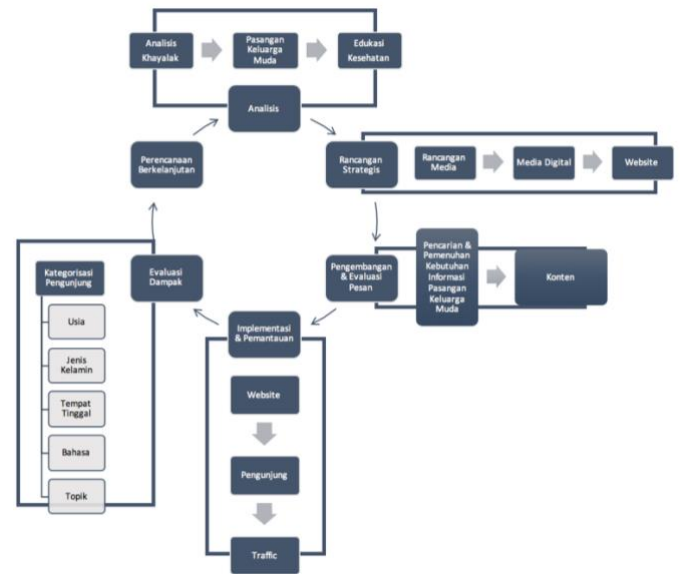 Analisis
Khayalak
Pasangan
Keluarga
Muda
Edukasi
Kesehatan
Analisis
Perencanaan
Berkelanjutan
Rancangan
Strategis
Rancangan
Media
Media Digital
Website
Pengembangan
& Evaluasi
Pesan
Pencarian &
Pemenuhan
Kebutuhan
Informasi
Pasangan
Keluarga
Muda
Konten
Evaluasi
Dampak
Kategorisasi
Pengunjung
Usia
Jenis
Kelamin
Tempat
Tinggal
Bahasa
Topik
Implementasi
& Pemantauan
Website
Pengunjung
Traffic